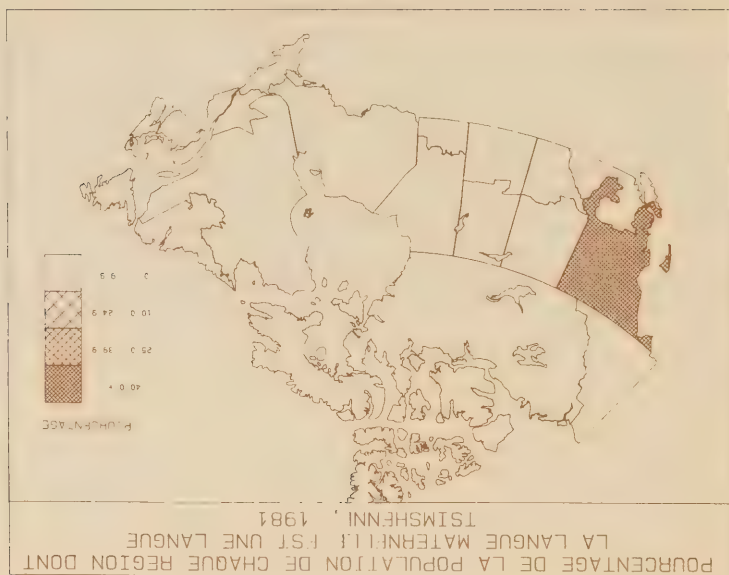 POURCENTAGE DE LA POPULATION DE CHAQUE REGION DONT
LA LANGUE MATERNELLE EST UNE LANGUE
TSIMSHENNI, 1981
POURCENTAGE
40.0 +
25.0 39.9
10.0 24.9
0 9.9